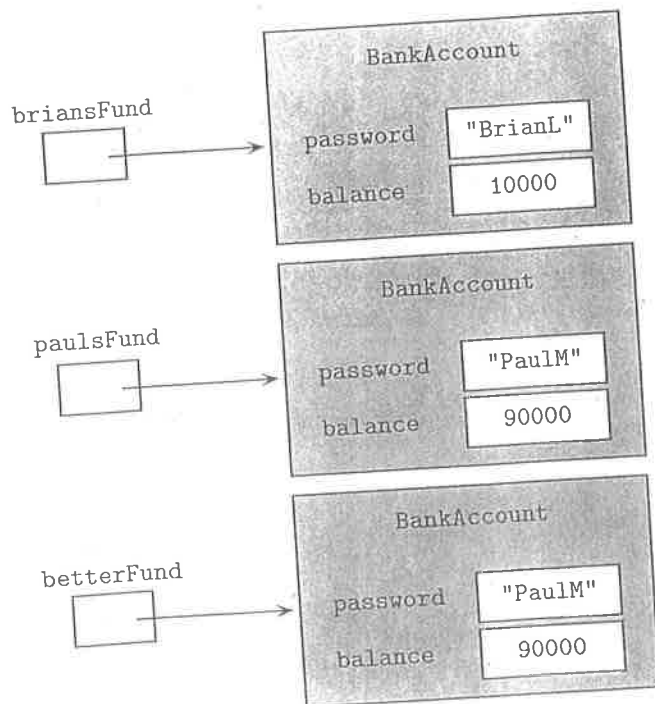 BankAccount
briansFund
password "BrianL"
balance 10000
BankAccount
paulsFund
password "PaulM"
balance 90000
BankAccount
betterFund
password "PaulM"
balance 90000